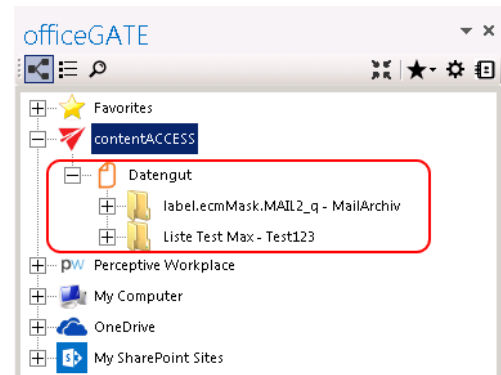 officeGATE
Favorites
contentACCESS
Datengut
label.ecmMask.MAIL2_q - MailArchiv
Liste Test Max - Test123
pw Perceptive Workplace
My Computer
OneDrive
My SharePoint Sites